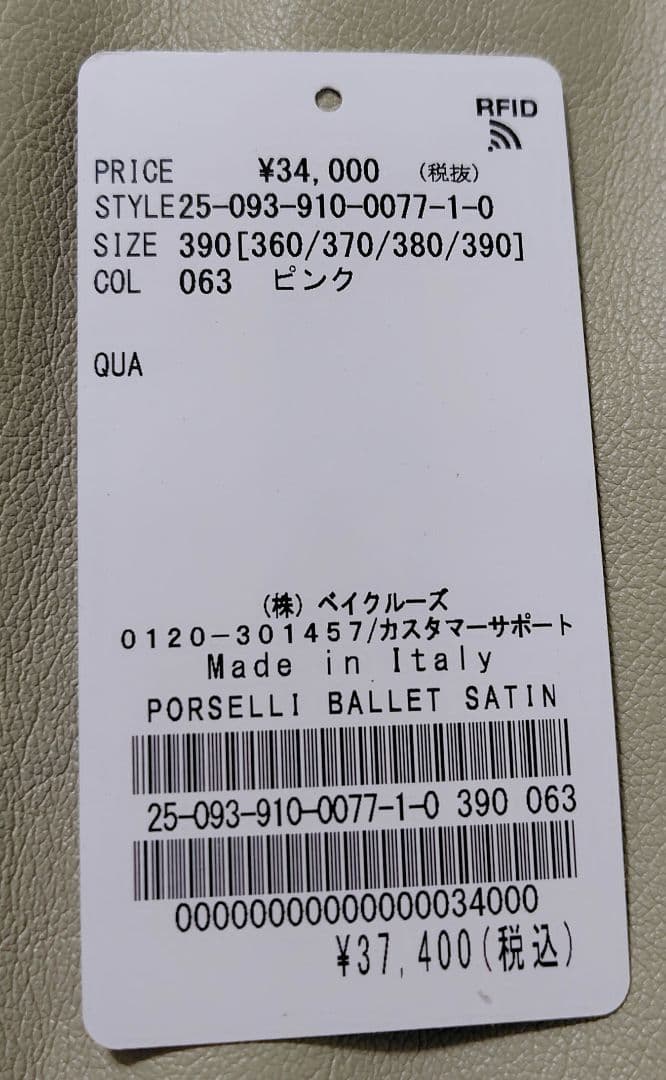 RFID
PRICE ¥34,000 (税抜)
STYLE25-093-910-0077-1-0
SIZE 390[360/370/380/390]
COL 063 ピンク
QUA
(株) ベイクルーズ
0120-301457/カスタマーサポート
Made in Italy
PORSELLI BALLET SATIN
25-093-910-0077-1-0 390 063
00000000000000034000
¥37,400(税込)